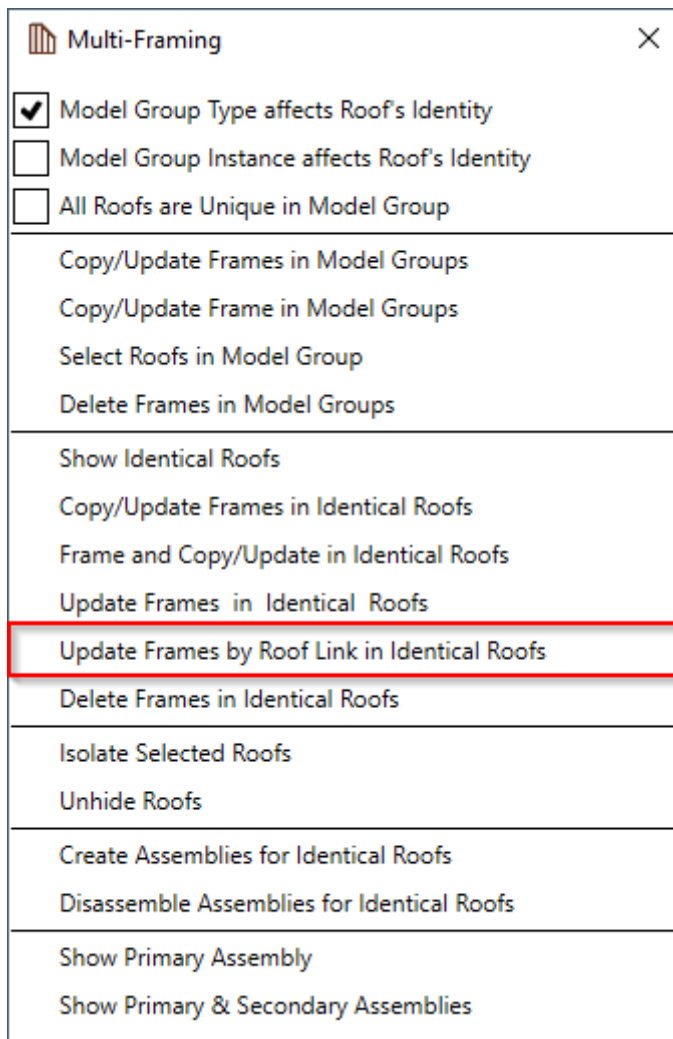 Multi-Framing
Model Group Type affects Roof's Identity
Model Group Instance affects Roof's Identity
All Roofs are Unique in Model Group
Copy/Update Frames in Model Groups
Copy/Update Frame in Model Groups
Select Roofs in Model Group
Delete Frames in Model Groups
Show Identical Roofs
Copy/Update Frames in Identical Roofs
Frame and Copy/Update in Identical Roofs
Update Frames  in  Identical  Roofs
Update Frames by Roof Link in Identical Roofs
Delete Frames in Identical Roofs
Isolate Selected Roofs
Unhide Roofs
Create Assemblies for Identical Roofs
Disassemble Assemblies for Identical Roofs
Show Primary Assembly
Show Primary & Secondary Assemblies